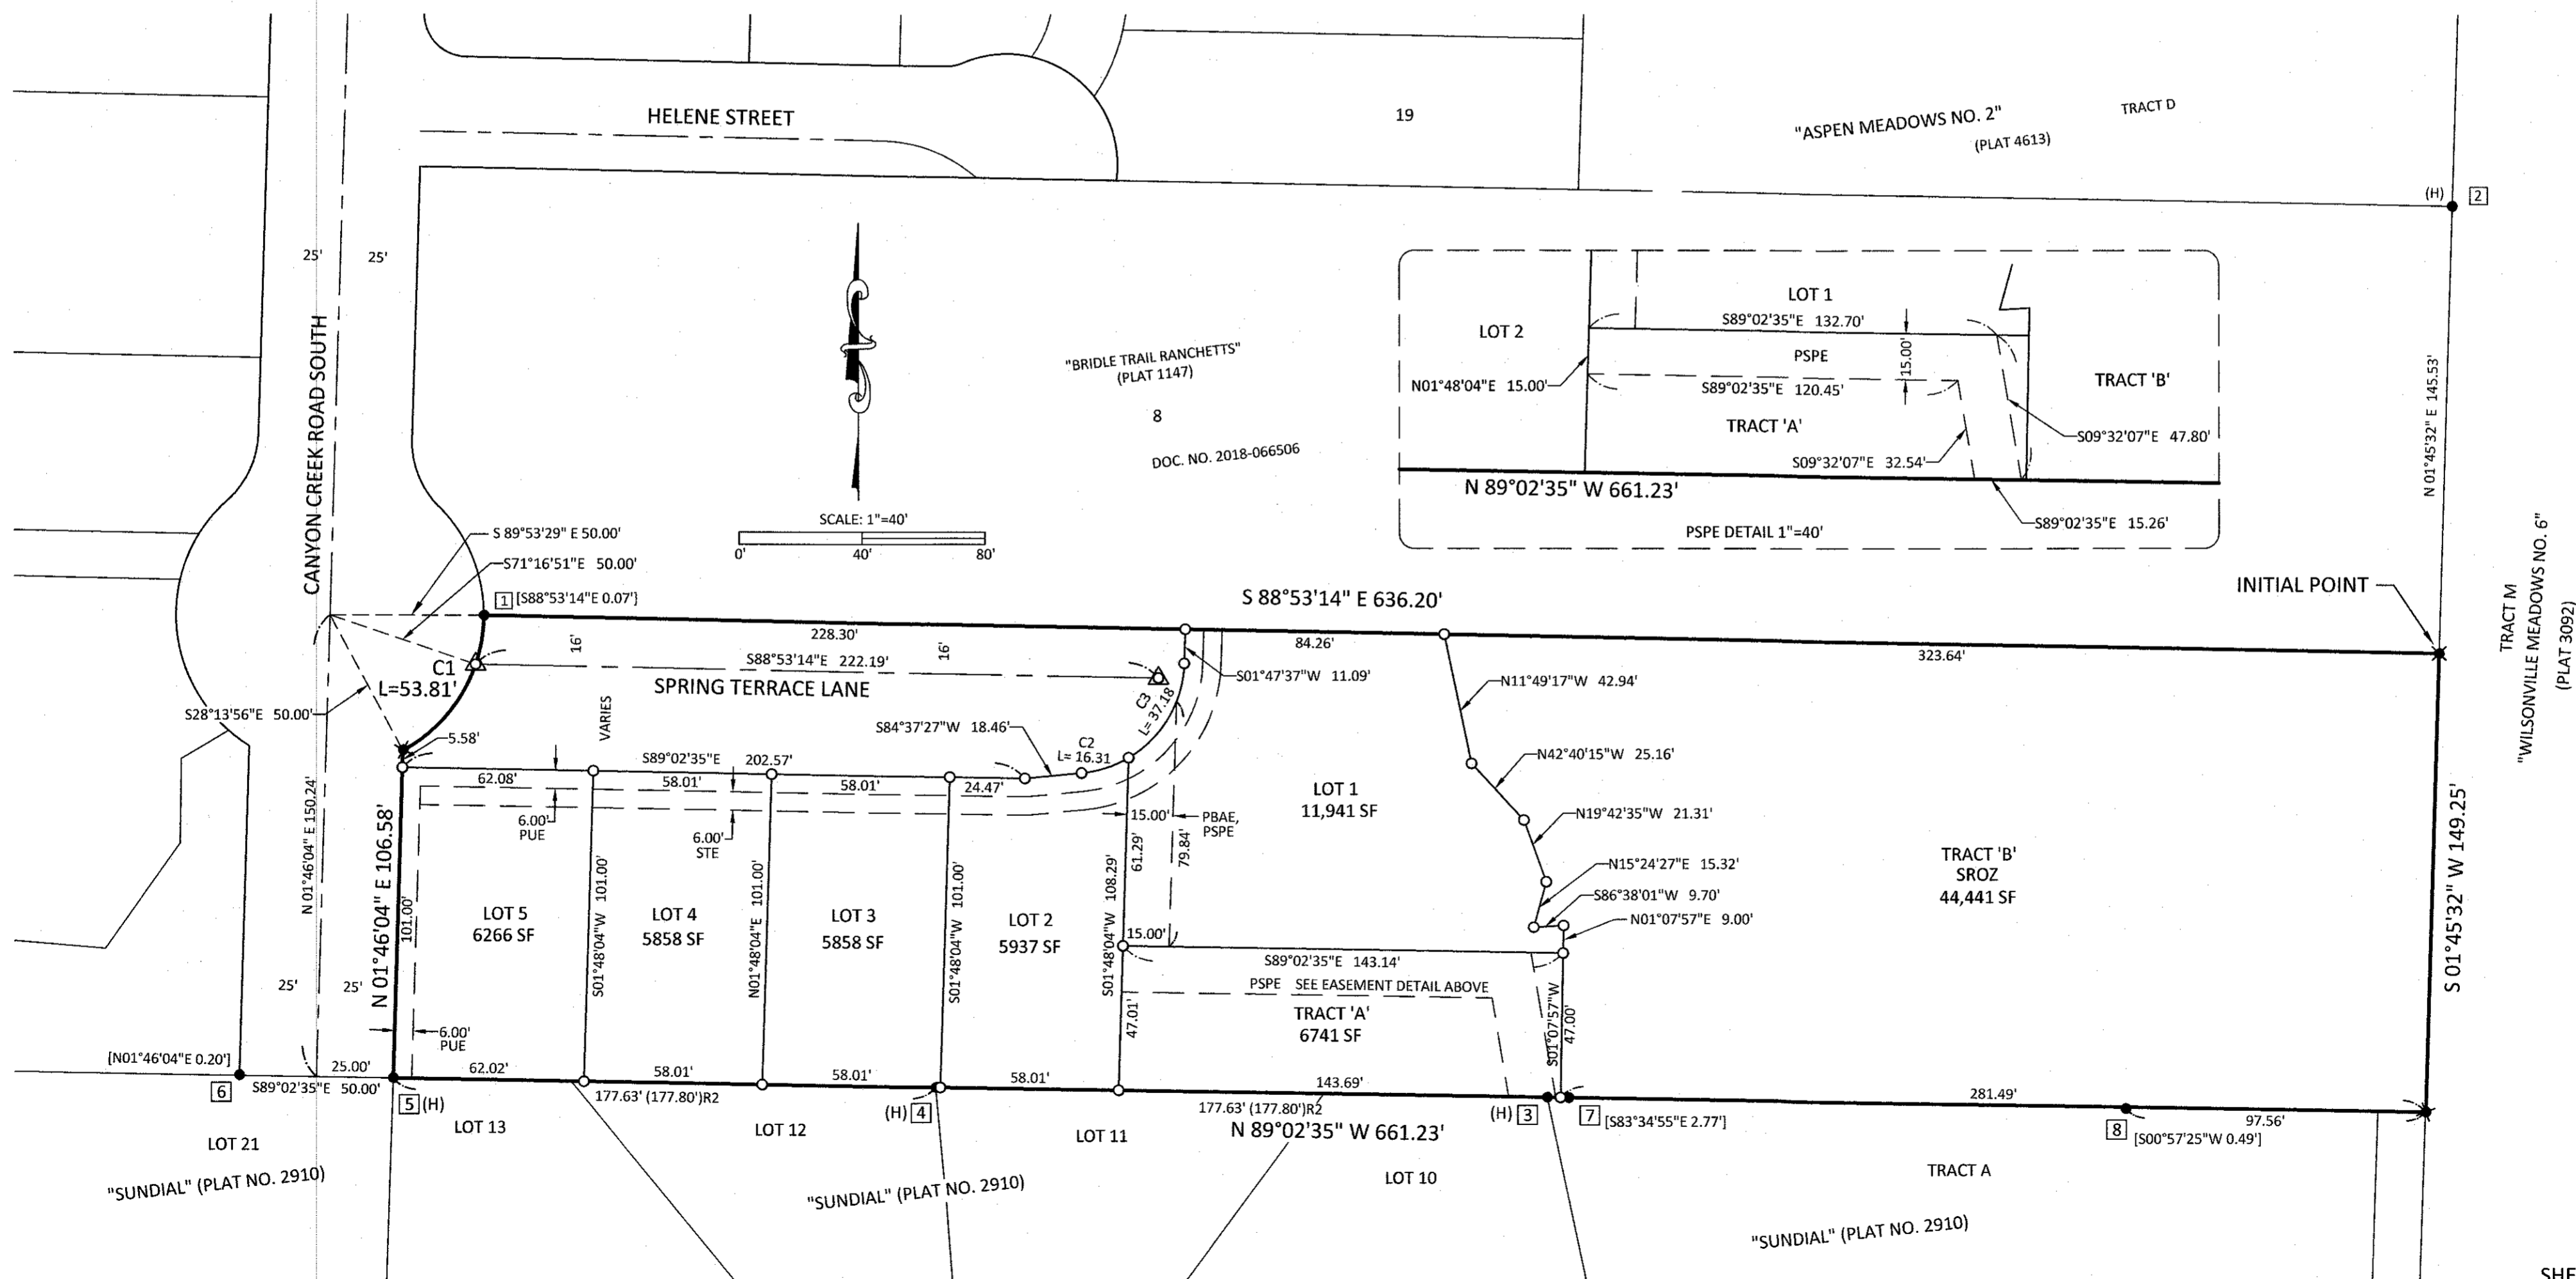 HELENE STREET
19
"ASPEN MEADOWS NO. 2"
(PLAT 4613)
TRACT D
(H) 2
25' 25'
CANYON CREEK ROAD SOUTH
"BRIDLE TRAIL RANCHETTS"
(PLAT 1147)
8
DOC. NO. 2018-066506
SCALE: 1"=40'
0' 40' 80'
LOT 1
S89°02'35"E 132.70'
LOT 2
PSPE
15.00'
N01°48'04"E 15.00'
S89°02'35"E 120.45'
TRACT 'B'
TRACT 'A'
S09°32'07"E 47.80'
S09°32'07"E 32.54'
N 89°02'35" W 661.23'
S89°02'35"E 15.26'
PSPE DETAIL 1"=40'
N 01°45'32" E 145.53'
TRACT M
"WILSONVILLE MEADOWS NO. 6"
(PLAT 3092)
INITIAL POINT
S 89°53'29" E 50.00'
S71°16'51"E 50.00'
1 [S88°53'14"E 0.07']
S 88°53'14" E 636.20'
228.30'
84.26'
323.64'
16'
16'
C1
L=53.81'
S88°53'14"E 222.19'
SPRING TERRACE LANE
S01°47'37"W 11.09'
N11°49'17"W 42.94'
S28°13'56"E 50.00'
VARIES
S84°37'27"W 18.46'
C3
L= 37.18
C2
L= 16.31
5.58'
S89°02'35"E 202.57'
62.08'
58.01'
58.01'
24.47'
N42°40'15"W 25.16'
N19°42'35"W 21.31'
N15°24'27"E 15.32'
S86°38'01"W 9.70'
N01°07'57"E 9.00'
LOT 1
11,941 SF
15.00'
PBAE,
PSPE
6.00'
PUE
6.00'
STE
61.29'
79.84'
N 01°46'04" E 150.24'
N 01°46'04" E 106.58'
101.00'
S01°48'04"W 101.00'
N01°48'04"E 101.00'
S01°48'04"W 101.00'
S01°48'04"W 108.29'
LOT 5
6266 SF
LOT 4
5858 SF
LOT 3
5858 SF
LOT 2
5937 SF
TRACT 'B'
SROZ
44,441 SF
S 01°45'32" W 149.25'
15.00'
S89°02'35"E 143.14'
PSPE SEE EASEMENT DETAIL ABOVE
TRACT 'A'
6741 SF
47.01'
S01°07'57"W
47.00'
25' 25'
6.00'
PUE
[N01°46'04"E 0.20']
25.00'
62.02'
58.01'
58.01'
58.01'
143.69'
281.49'
97.56'
6
S89°02'35"E 50.00'
5 (H)
177.63' (177.80')R2
(H) 4
177.63' (177.80')R2
(H) 3
7 [S83°34'55"E 2.77']
8 [S00°57'25"W 0.49']
N 89°02'35" W 661.23'
LOT 21
LOT 13
LOT 12
LOT 11
LOT 10
TRACT A
"SUNDIAL" (PLAT NO. 2910)
"SUNDIAL" (PLAT NO. 2910)
"SUNDIAL" (PLAT NO. 2910)
SHE